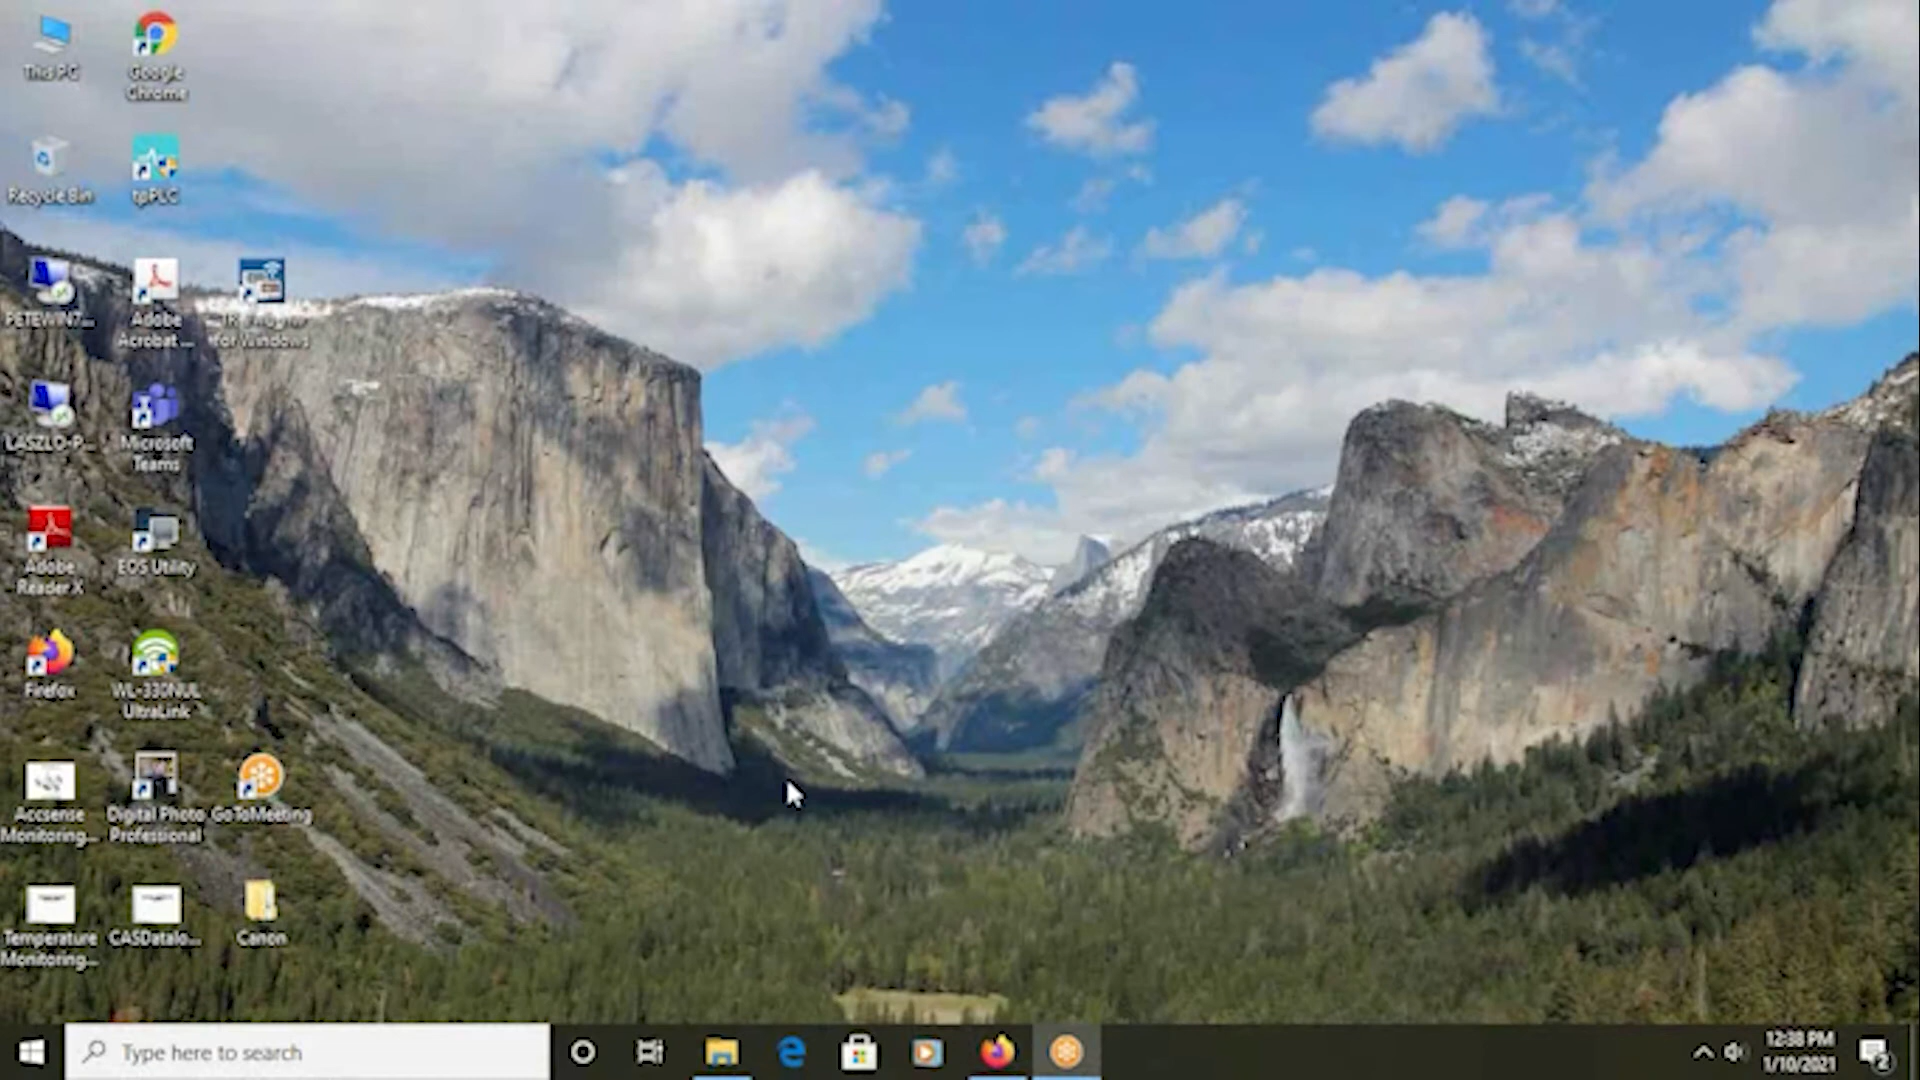 This PC
Google
Chrome
Recycle Bin
tpPLC
PETEWIN7...
Adobe
Acrobat ...
for Windows
LASZLO-P...
Microsoft
Teams
Adobe
Reader X
EOS Utility
Firefox
WL-330NUL
UltraLink
Accsense
Monitoring...
Digital Photo
Professional
GoToMeeting
Temperature
Monitoring...
CASDatalo...
Canon
Type here to search
12:38 PM
1/10/2021
2